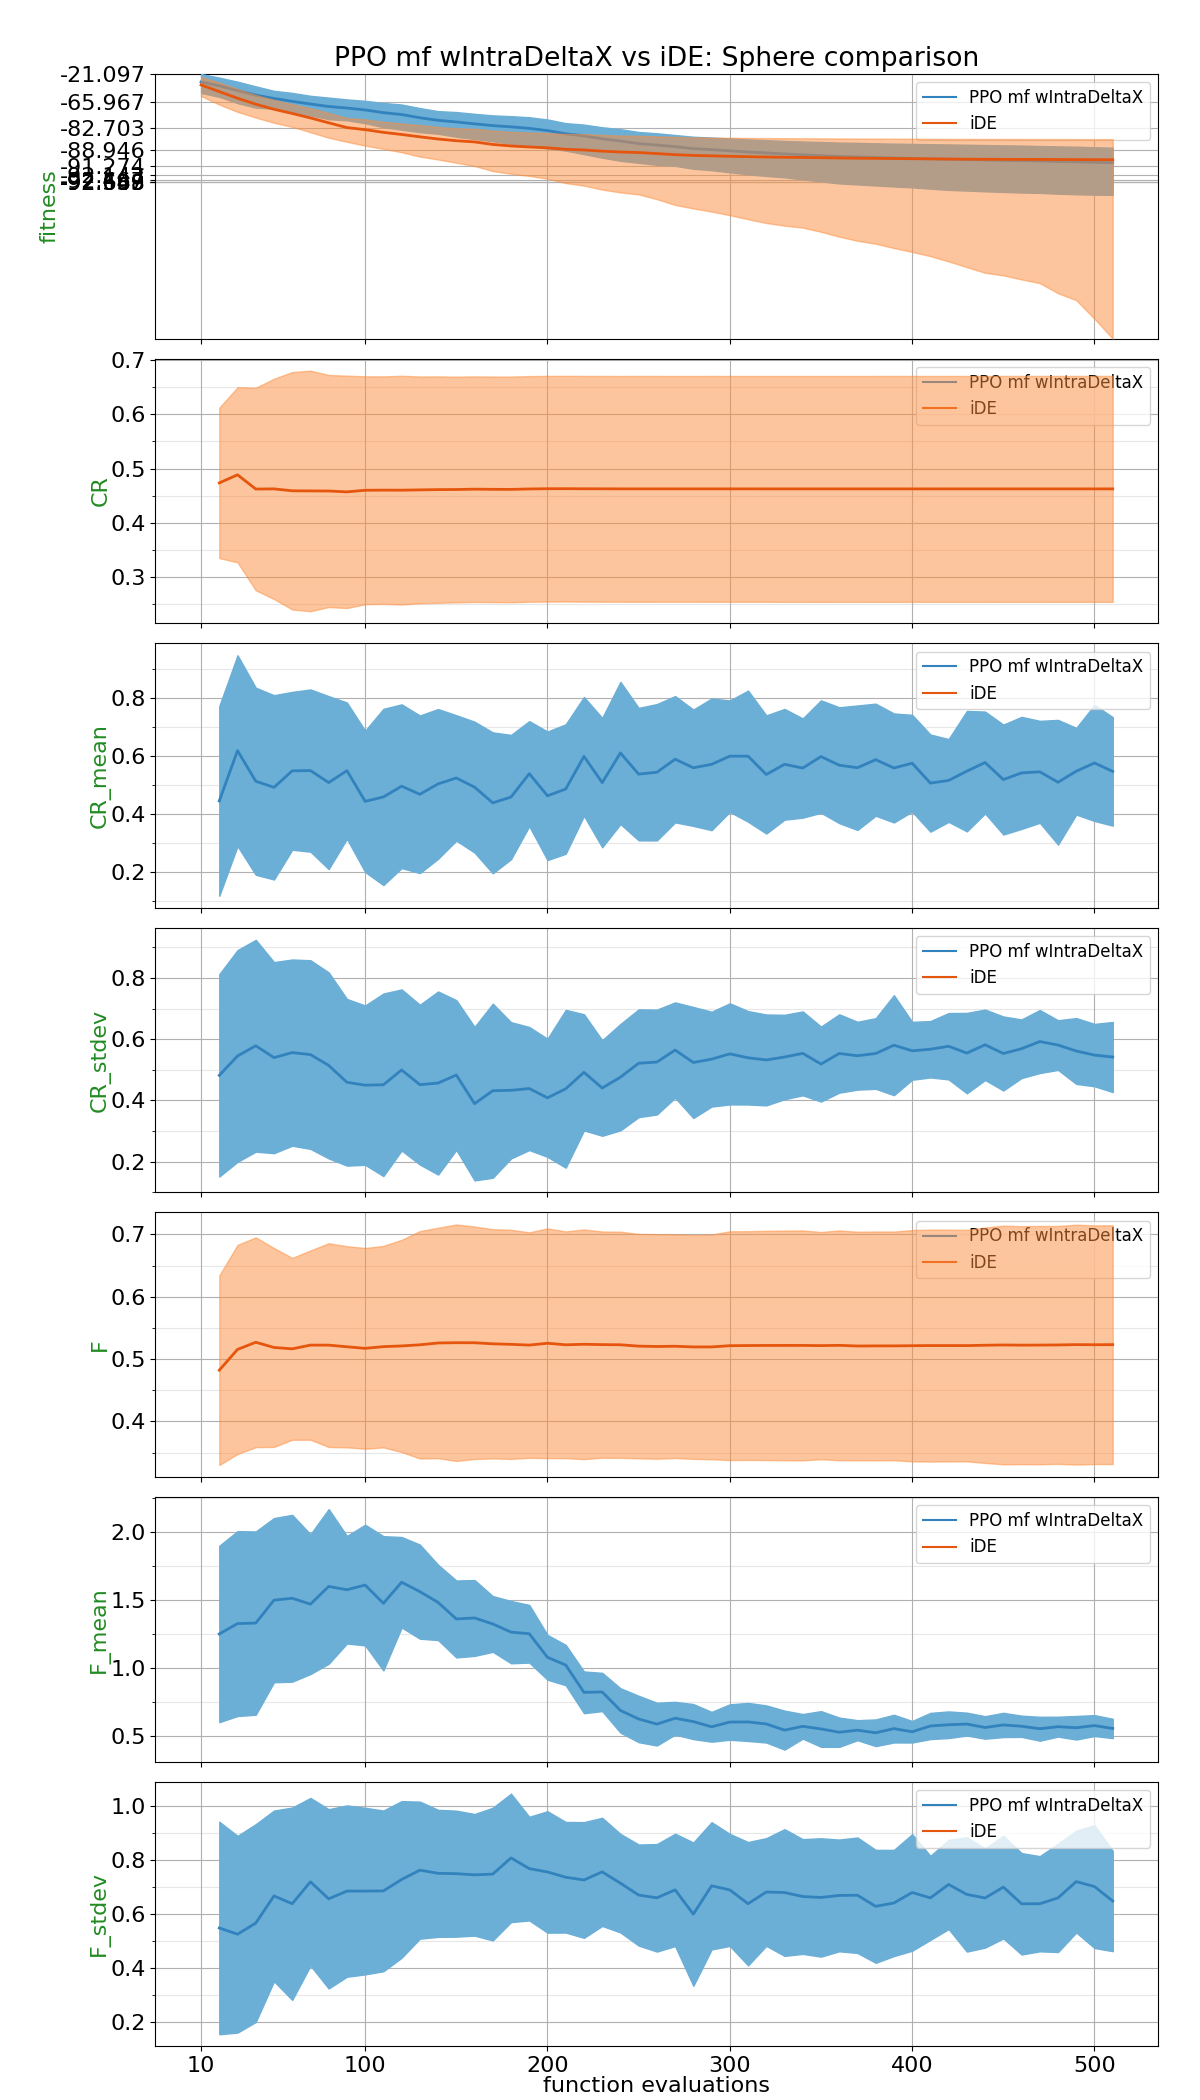 PPO mf wIntraDeltaX vs iDE: Sphere comparison
-21.097
-65.967
-82.703
-88.946
-91.274
fitness
PPO mf wIntraDeltaX
iDE
0.7
0.6
0.5
0.4
0.3
CR
PPO mf wIntraDeltaX
iDE
0.8
0.6
0.4
0.2
CR_mean
PPO mf wIntraDeltaX
iDE
0.8
0.6
0.4
0.2
CR_stdev
PPO mf wIntraDeltaX
iDE
0.7
0.6
0.5
0.4
F
PPO mf wIntraDeltaX
iDE
2.0
1.5
1.0
0.5
F_mean
PPO mf wIntraDeltaX
iDE
1.0
0.8
0.6
0.4
0.2
F_stdev
PPO mf wIntraDeltaX
iDE
10 100 200 300 400 500
function evaluations